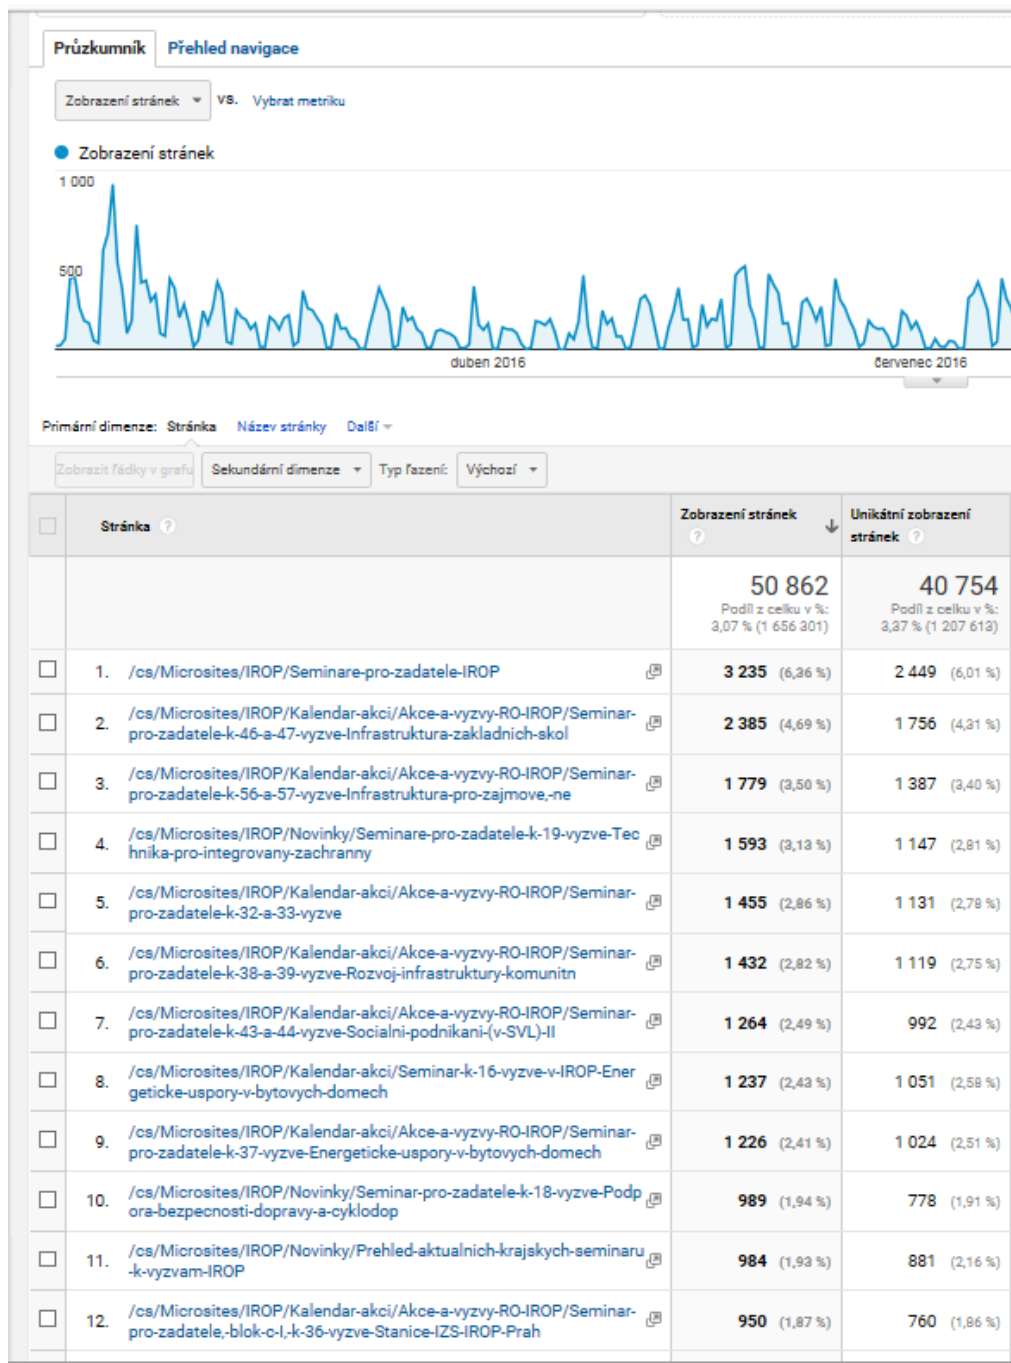 Průzkumník Přehled navigace
Zobrazení stránek vs. Vybrat metriku
Zobrazení stránek
1 000
500
duben 2016 červenec 2016
Primární dimenze: Stránka Název stránky Další
Zobrazit řádky v grafu Sekundární dimenze Typ řazení: Výchozí
Stránka ? Zobrazení stránek ? Unikátní zobrazení stránek ?
50 862 40 754
Podíl z celku v %: Podíl z celku v %:
3,07 % (1 656 301) 3,37 % (1 207 613)
1. /cs/Microsites/IROP/Seminare-pro-zadatele-IROP 3 235 (6,36 %) 2 449 (6,01 %)
2. /cs/Microsites/IROP/Kalendar-akci/Akce-a-vyzvy-RO-IROP/Seminar-
pro-zadatele-k-46-a-47-vyzve-Infrastruktura-zakladnich-skol 2 385 (4,69 %) 1 756 (4,31 %)
3. /cs/Microsites/IROP/Kalendar-akci/Akce-a-vyzvy-RO-IROP/Seminar-
pro-zadatele-k-56-a-57-vyzve-Infrastruktura-pro-zajmove,-ne 1 779 (3,50 %) 1 387 (3,40 %)
4. /cs/Microsites/IROP/Novinky/Seminare-pro-zadatele-k-19-vyzve-Tec
hnika-pro-integrovany-zachranny 1 593 (3,13 %) 1 147 (2,81 %)
5. /cs/Microsites/IROP/Kalendar-akci/Akce-a-vyzvy-RO-IROP/Seminar-
pro-zadatele-k-32-a-33-vyzve 1 455 (2,86 %) 1 131 (2,78 %)
6. /cs/Microsites/IROP/Kalendar-akci/Akce-a-vyzvy-RO-IROP/Seminar-
pro-zadatele-k-38-a-39-vyzve-Rozvoj-infrastruktury-komunitn 1 432 (2,82 %) 1 119 (2,75 %)
7. /cs/Microsites/IROP/Kalendar-akci/Akce-a-vyzvy-RO-IROP/Seminar-
pro-zadatele-k-43-a-44-vyzve-Socialni-podnikani-(v-SVL)-II 1 264 (2,49 %) 992 (2,43 %)
8. /cs/Microsites/IROP/Kalendar-akci/Seminar-k-16-vyzve-v-IROP-Ener
geticke-uspory-v-bytovych-domech 1 237 (2,43 %) 1 051 (2,58 %)
9. /cs/Microsites/IROP/Kalendar-akci/Akce-a-vyzvy-RO-IROP/Seminar-
pro-zadatele-k-37-vyzve-Energeticke-uspory-v-bytovych-domech 1 226 (2,41 %) 1 024 (2,51 %)
10. /cs/Microsites/IROP/Novinky/Seminar-pro-zadatele-k-18-vyzve-Podp
ora-bezpecnosti-dopravy-a-cyklodop 989 (1,94 %) 778 (1,91 %)
11. /cs/Microsites/IROP/Novinky/Prehled-aktualnich-krajskych-seminaru
-k-vyzvam-IROP 984 (1,93 %) 881 (2,16 %)
12. /cs/Microsites/IROP/Kalendar-akci/Akce-a-vyzvy-RO-IROP/Seminar-
pro-zadatele,-blok-c-I,-k-36-vyzve-Stanice-IZS-IROP-Prah 950 (1,87 %) 760 (1,86 %)